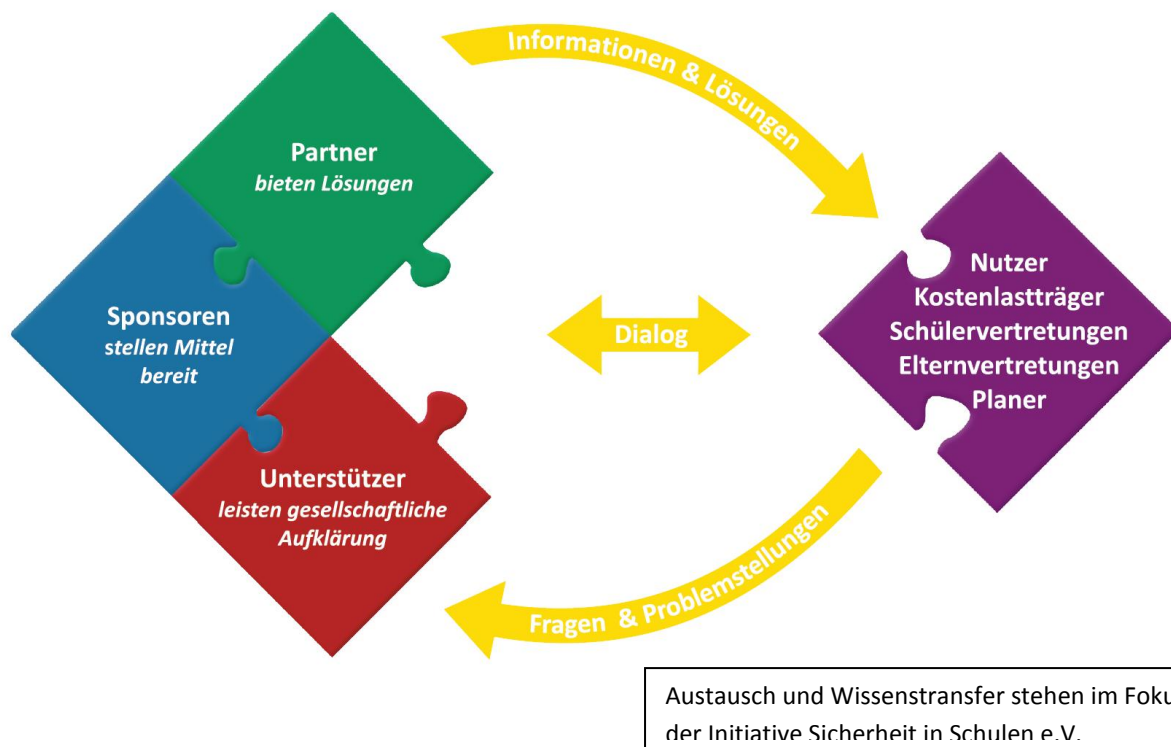 Informationen & Lösungen
Partner
bieten Lösungen
Sponsoren
stellen Mittel
bereit
Unterstützer
leisten gesellschaftliche
Aufklärung
Dialog
Nutzer
Kostenlastträger
Schülervertretungen
Elternvertretungen
Planer
Fragen & Problemstellungen
Austausch und Wissenstransfer stehen im Foku
der Initiative Sicherheit in Schulen e.V.